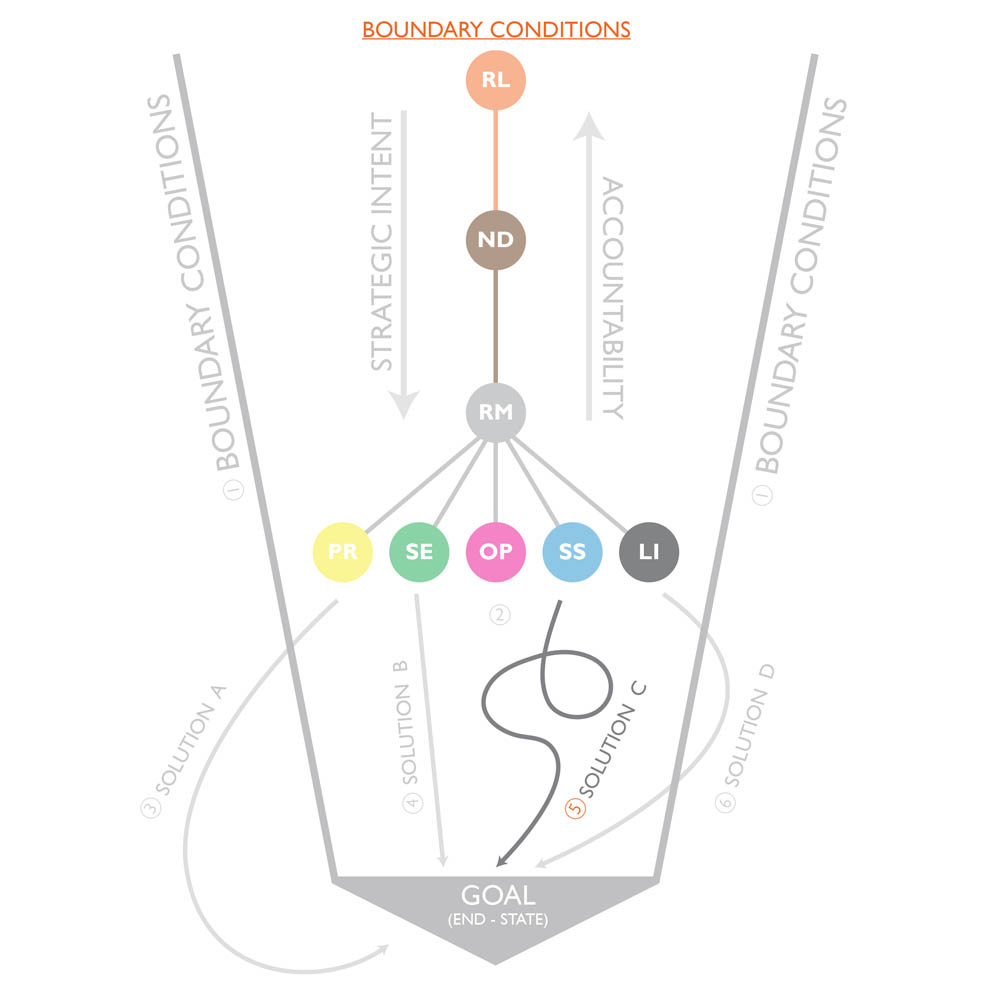 BOUNDARY CONDITIONS
RL
① BOUNDARY CONDITIONS
STRATEGIC INTENT
ACCOUNTABILITY
① BOUNDARY CONDITIONS
ND
RM
PR SE OP SS LI
②
③ SOLUTION A
④ SOLUTION B
⑤ SOLUTION C
⑥ SOLUTION D
GOAL
(END - STATE)